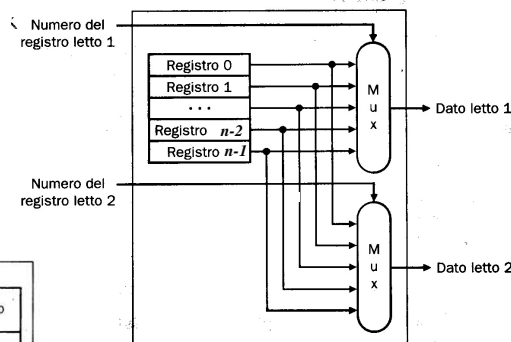 Numero del
registro letto 1
Registro 0
Registro 1
...
Registro n-2
Registro n-1
M
u
x
Dato letto 1
Numero del
registro letto 2
M
u
x
Dato letto 2